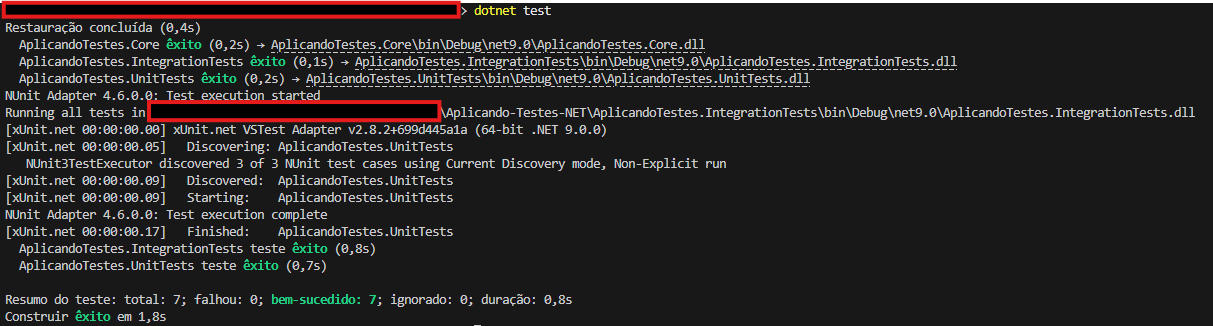 > dotnet test
Restauração concluída (0,4s)
AplicandoTestes.Core êxito (0,2s) → AplicandoTestes.Core\bin\Debug\net9.0\AplicandoTestes.Core.dll
AplicandoTestes.IntegrationTests êxito (0,1s) → AplicandoTestes.IntegrationTests\bin\Debug\net9.0\AplicandoTestes.IntegrationTests.dll
AplicandoTestes.UnitTests êxito (0,2s) → AplicandoTestes.UnitTests\bin\Debug\net9.0\AplicandoTestes.UnitTests.dll
NUnit Adapter 4.6.0.0: Test execution started
Running all tests in \Aplicando-Testes-NET\AplicandoTestes.IntegrationTests\bin\Debug\net9.0\AplicandoTestes.IntegrationTests.dll
[xUnit.net 00:00:00.00] xUnit.net VSTest Adapter v2.8.2+699d445a1a (64-bit .NET 9.0.0)
[xUnit.net 00:00:00.05]   Discovering: AplicandoTestes.UnitTests
NUnit3TestExecutor discovered 3 of 3 NUnit test cases using Current Discovery mode, Non-Explicit run
[xUnit.net 00:00:00.09]   Discovered:  AplicandoTestes.UnitTests
[xUnit.net 00:00:00.09]   Starting:    AplicandoTestes.UnitTests
NUnit Adapter 4.6.0.0: Test execution complete
[xUnit.net 00:00:00.17]   Finished:    AplicandoTestes.UnitTests
AplicandoTestes.IntegrationTests teste êxito (0,8s)
AplicandoTestes.UnitTests teste êxito (0,7s)
Resumo do teste: total: 7; falhou: 0; bem-sucedido: 7; ignorado: 0; duração: 0,8s
Construir êxito em 1,8s